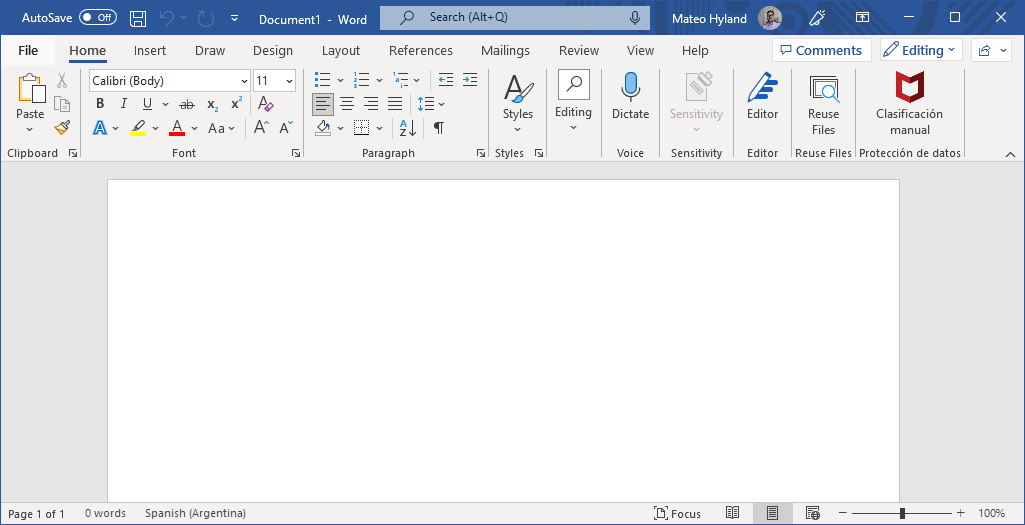 AutoSave Off Document1 - Word Search (Alt+Q) Mateo Hyland
File Home Insert Draw Design Layout References Mailings Review View Help Comments Editing
Calibri (Body) 11
Paste Styles Editing Dictate Sensitivity Editor Reuse Files Clasificación manual
B I U ab x2 x2
A A A Aa A A A Z ¶
Clipboard Font Paragraph Styles Voice Sensitivity Editor Reuse Files Protección de datos
Page 1 of 1 0 words Spanish (Argentina) Focus 100%